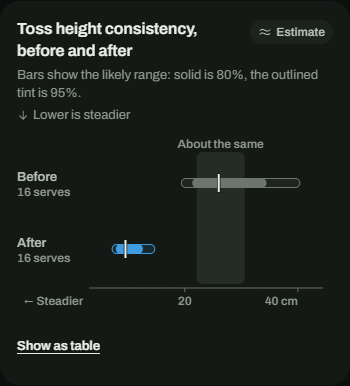 Toss height consistency,
before and after
Estimate
Bars show the likely range: solid is 80%, the outlined
tint is 95%.
↓ Lower is steadier
About the same
Before
16 serves
After
16 serves
← Steadier
20
40 cm
Show as table